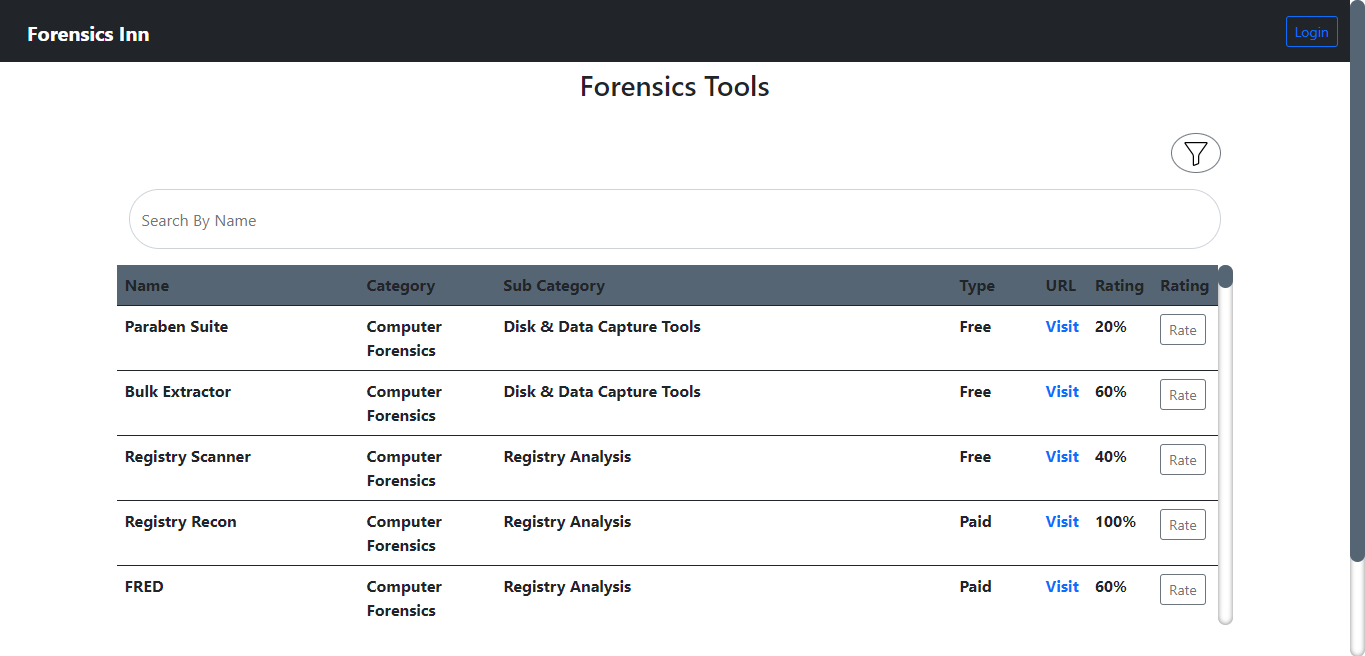 Forensics Inn Login
Forensics Tools
Search By Name
Name Category Sub Category Type URL Rating Rating
Paraben Suite Computer Forensics Disk & Data Capture Tools Free Visit 20% Rate
Bulk Extractor Computer Forensics Disk & Data Capture Tools Free Visit 60% Rate
Registry Scanner Computer Forensics Registry Analysis Free Visit 40% Rate
Registry Recon Computer Forensics Registry Analysis Paid Visit 100% Rate
FRED Computer Forensics Registry Analysis Paid Visit 60% Rate